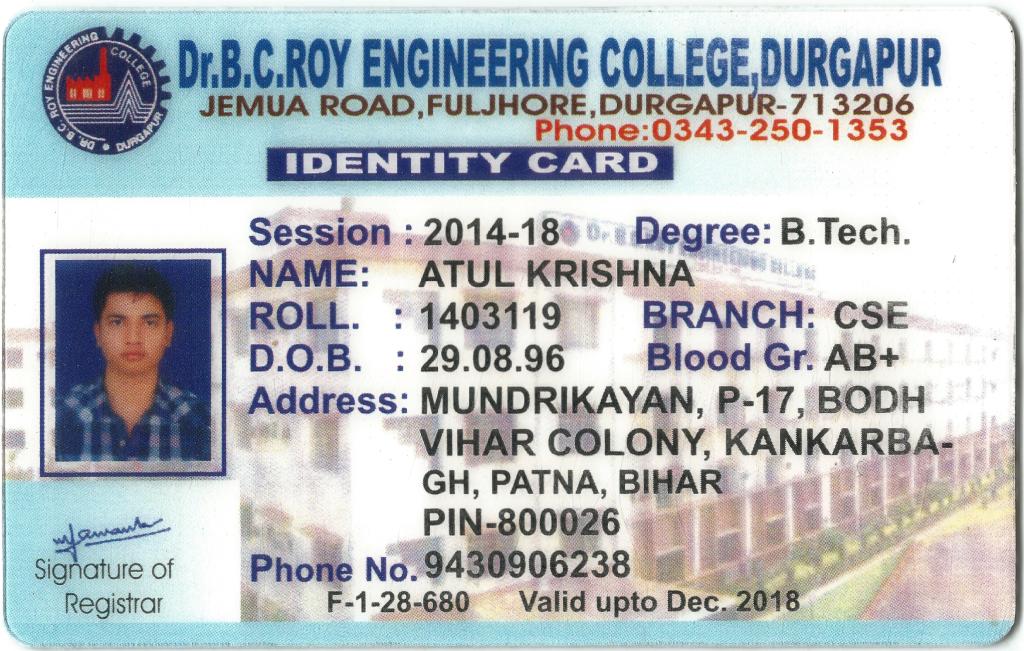 DR. B. C. ROY ENGINEERING COLLEGE DURGAPUR
Dr.B.C.ROY ENGINEERING COLLEGE,DURGAPUR
JEMUA ROAD,FULJHORE,DURGAPUR-713206
Phone:0343-250-1353
IDENTITY CARD
Session : 2014-18 Degree: B.Tech.
NAME: ATUL KRISHNA
ROLL. : 1403119 BRANCH: CSE
D.O.B. : 29.08.96 Blood Gr. AB+
Address: MUNDRIKAYAN, P-17, BODH
VIHAR COLONY, KANKARBA-
GH, PATNA, BIHAR
PIN-800026
Phone No. 9430906238
F-1-28-680 Valid upto Dec. 2018
Signature of
Registrar